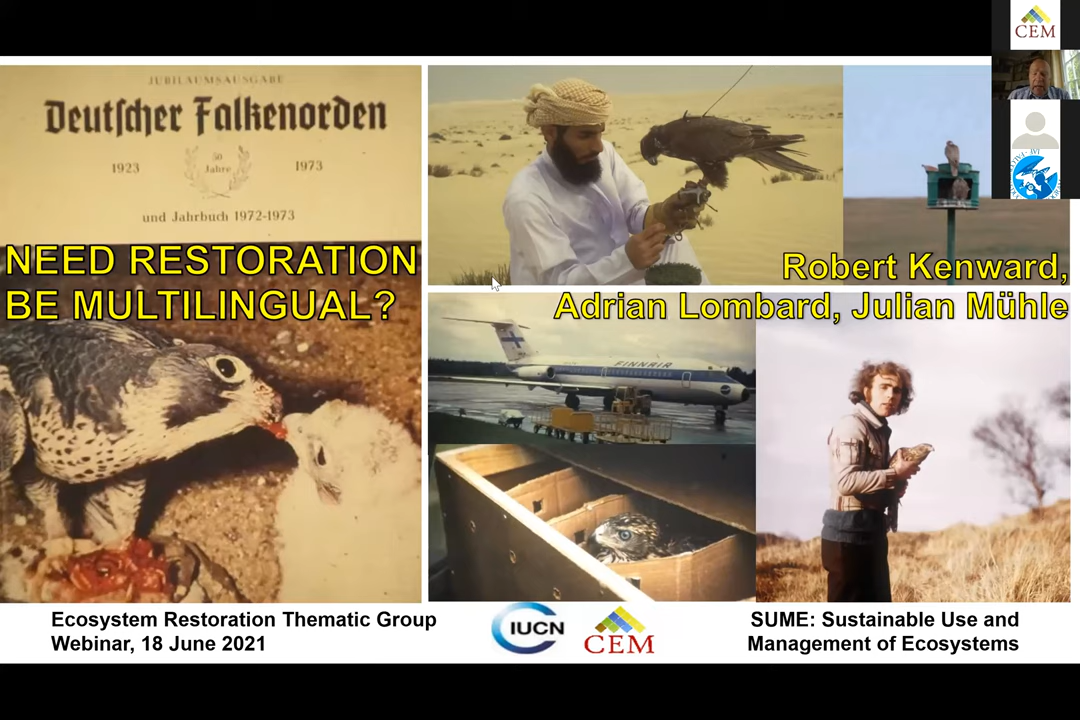 JUBILÄUMSAUSGABE
Deutscher Falkenorden
1923
50
Jahre
1973
und Jahrbuch 1972-1973
NEED RESTORATION
BE MULTILINGUAL?
Robert Kenward,
Adrian Lombard, Julian Mühle
FINNAIR
Ecosystem Restoration Thematic Group
Webinar, 18 June 2021
IUCN
CEM
SUME: Sustainable Use and
Management of Ecosystems
CEM